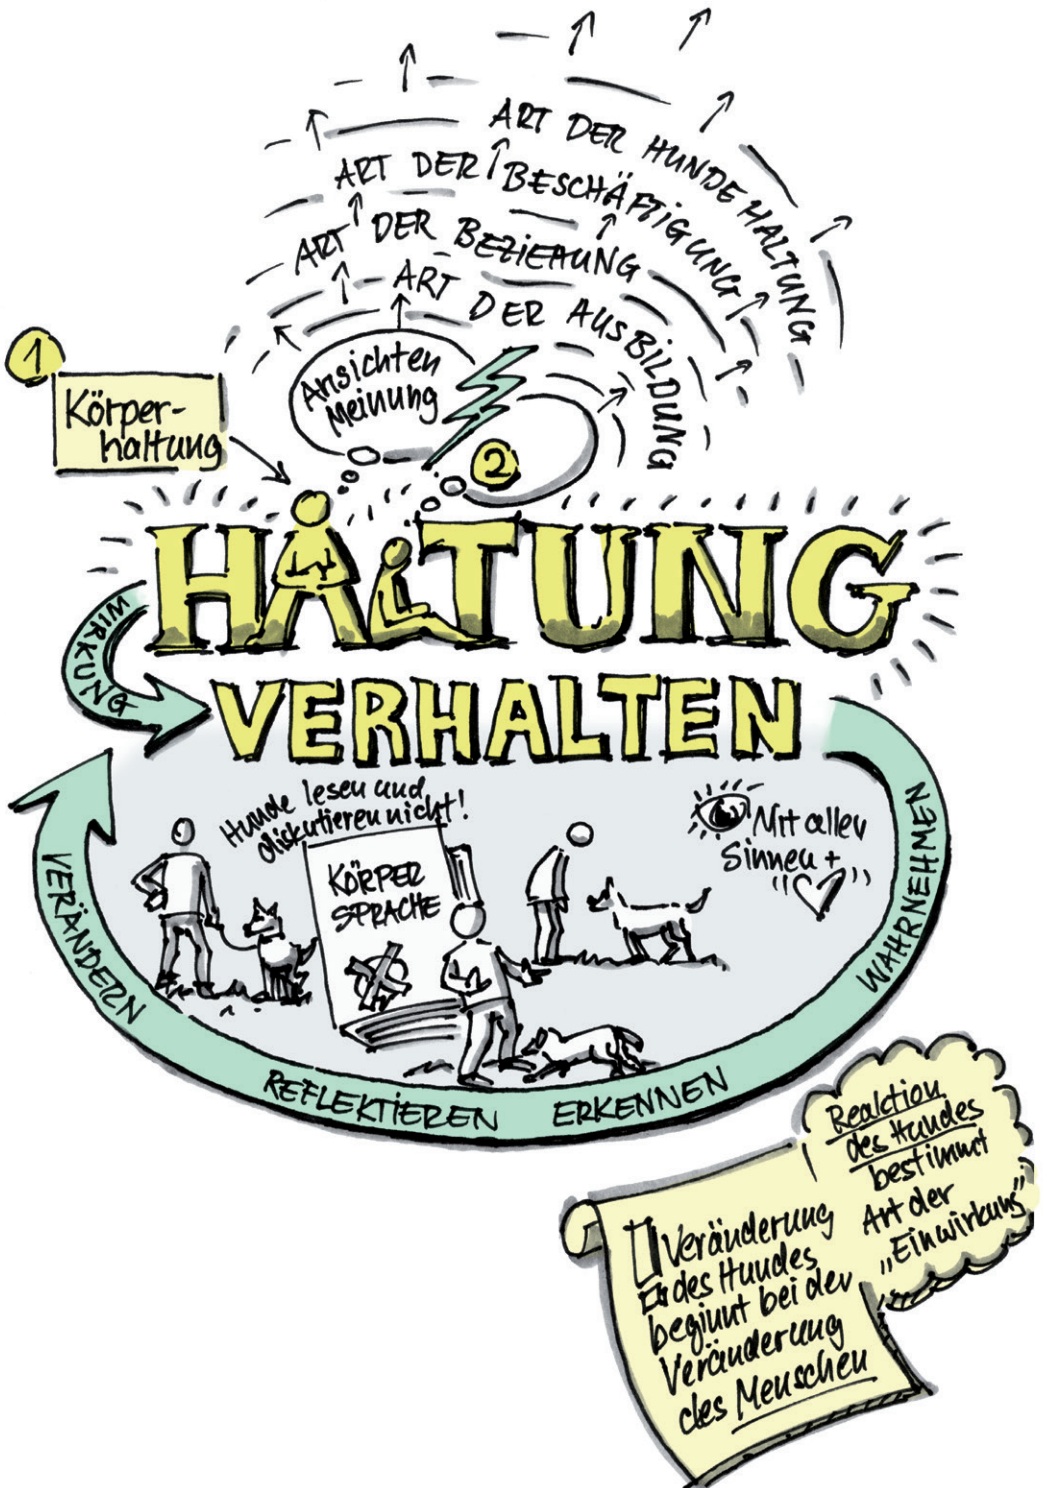 ART DER HUNDEHALTUNG
ART DER BESCHÄFTIGUNG
ART DER BEZIEHUNG
ART DER AUSBILDUNG
1
Körper-
haltung
Ansichten
Meinung
2
HALTUNG
WIRKUNG
VERHALTEN
Hunde lesen und
diskutieren nicht!
KÖRPER
SPRACHE
Mit allen
Sinnen +
WAHRNEHMEN
ERKENNEN
REFLEKTIEREN
VERÄNDERN
Reaktion
des Hundes
bestimmt
Art der
„Einwirkung"
Veränderung
des Hundes
beginnt bei der
Veränderung
des Menschen